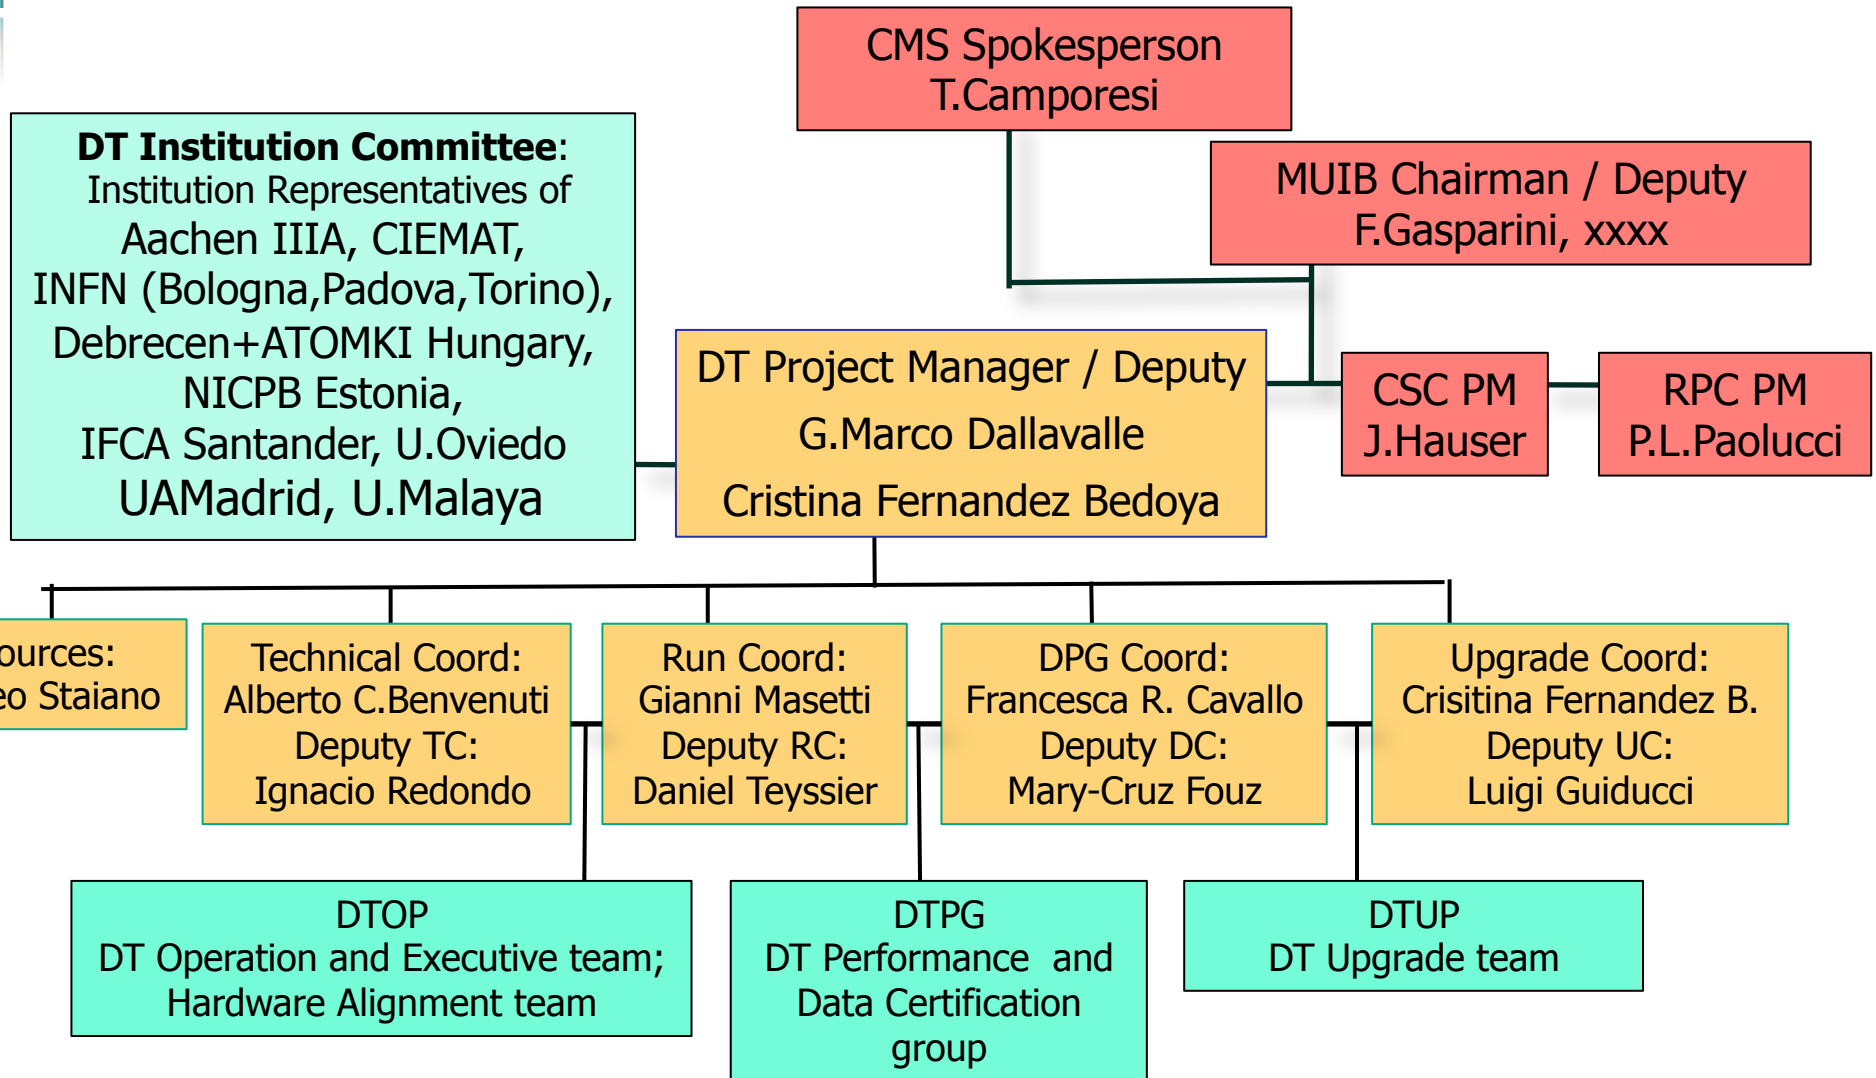 CMS Spokesperson
T.Camporesi
MUIB Chairman / Deputy
F.Gasparini, xxxx
DT Institution Committee:
Institution Representatives of
Aachen IIIA, CIEMAT,
INFN (Bologna,Padova,Torino),
Debrecen+ATOMKI Hungary,
NICPB Estonia,
IFCA Santander, U.Oviedo
UAMadrid, U.Malaya
DT Project Manager / Deputy
G.Marco Dallavalle
Cristina Fernandez Bedoya
CSC PM
J.Hauser
RPC PM
P.L.Paolucci
ources:
eo Staiano
Technical Coord:
Alberto C.Benvenuti
Deputy TC:
Ignacio Redondo
Run Coord:
Gianni Masetti
Deputy RC:
Daniel Teyssier
DPG Coord:
Francesca R. Cavallo
Deputy DC:
Mary-Cruz Fouz
Upgrade Coord:
Crisitina Fernandez B.
Deputy UC:
Luigi Guiducci
DTOP
DT Operation and Executive team;
Hardware Alignment team
DTPG
DT Performance and
Data Certification
group
DTUP
DT Upgrade team